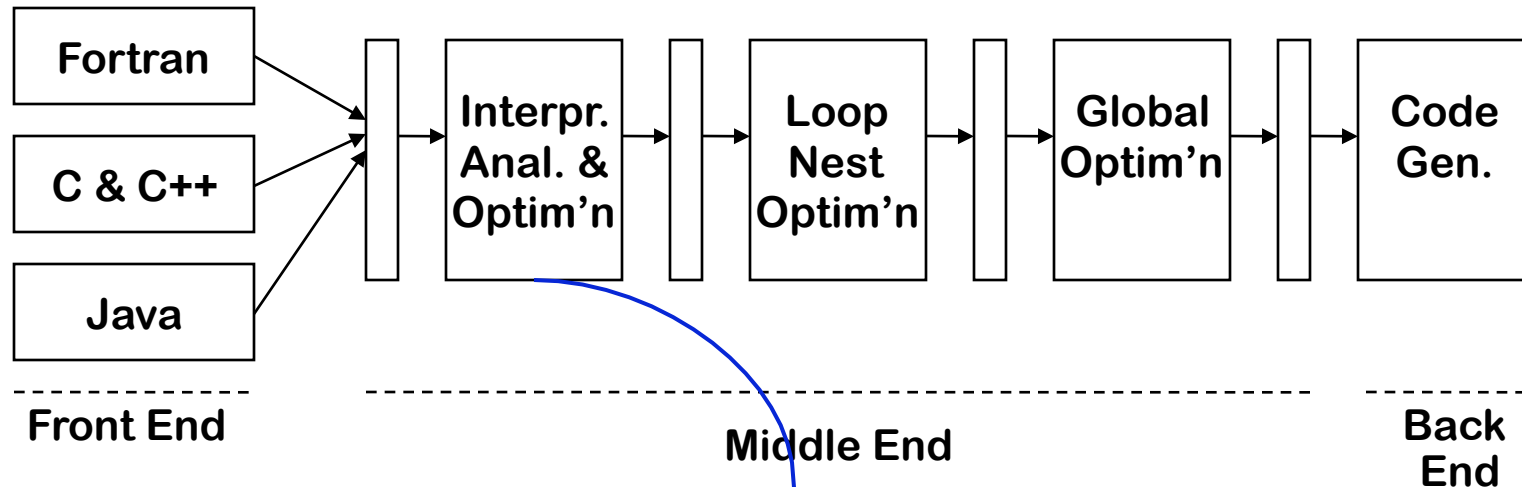 Fortran
C & C++
Java
Interpr.
Anal. &
Optim’n
Loop
Nest
Optim’n
Global
Optim’n
Code
Gen.
Front End
Middle End
Back
End